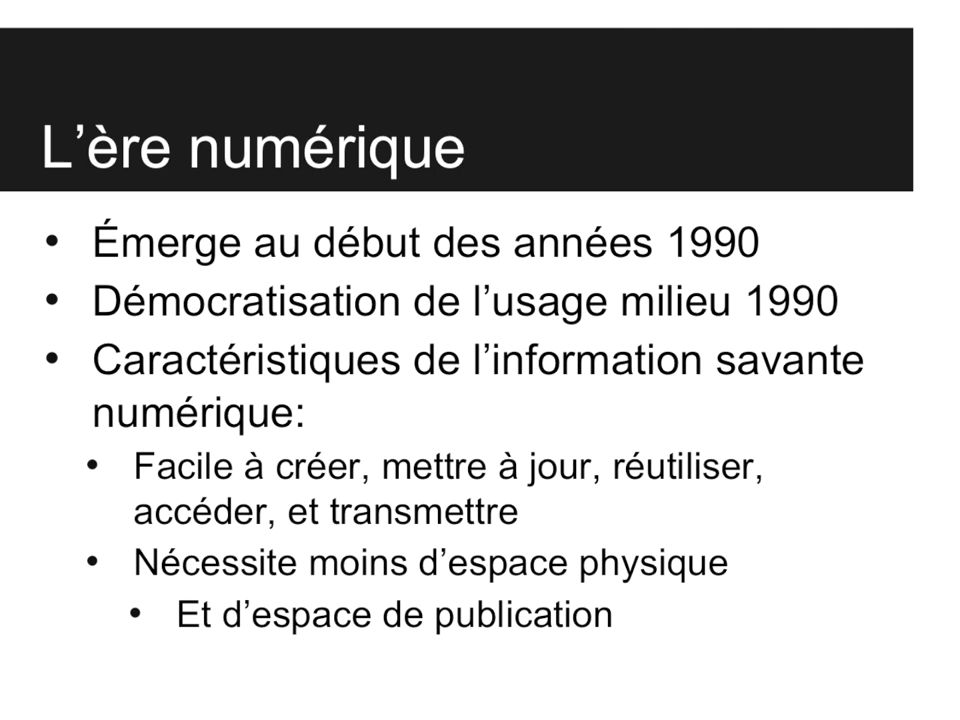 L’ère numérique
• Émerge au début des années 1990
• Démocratisation de l’usage milieu 1990
• Caractéristiques de l’information savante
numérique:
• Facile à créer, mettre à jour, réutiliser,
accéder, et transmettre
• Nécessite moins d’espace physique
• Et d’espace de publication